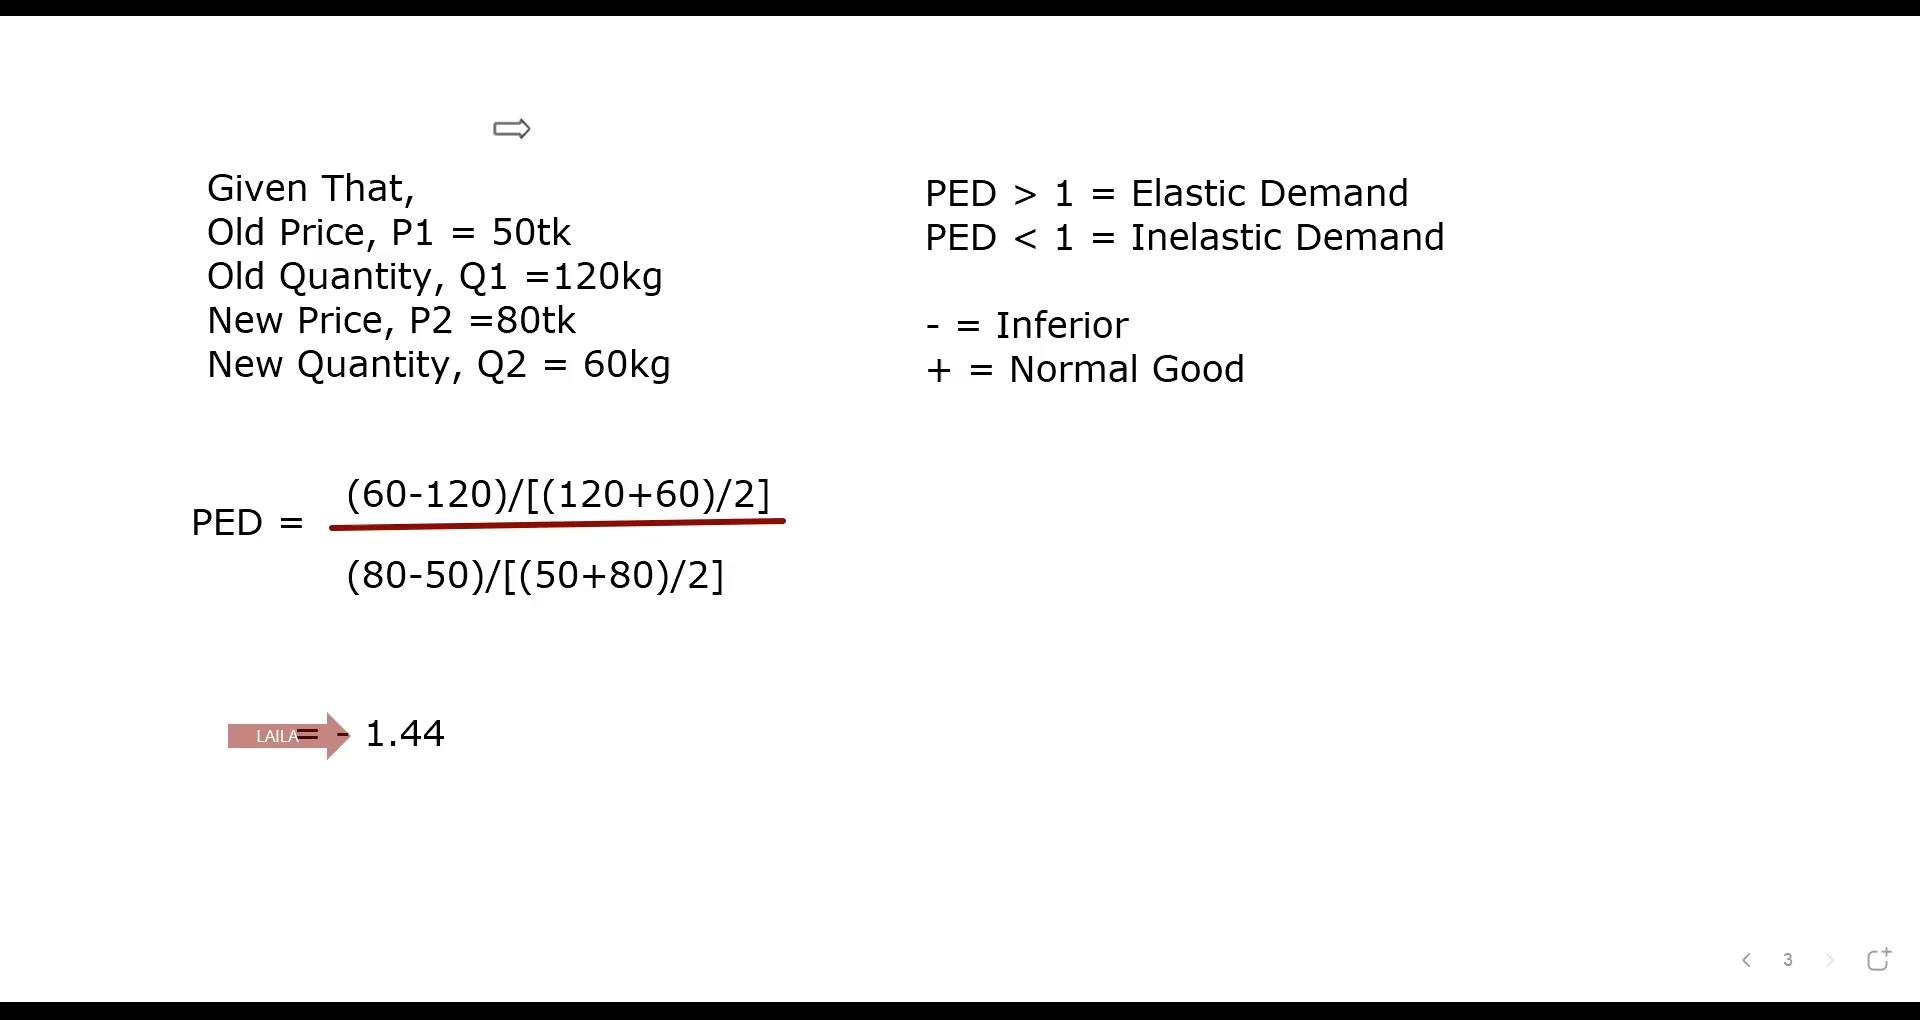 Given That,
Old Price, P1 = 50tk
Old Quantity, Q1 =120kg
New Price, P2 =80tk
New Quantity, Q2 = 60kg
PED > 1 = Elastic Demand
PED < 1 = Inelastic Demand
- = Inferior
+ = Normal Good
(60-120)/[(120+60)/2]
PED =
(80-50)/[(50+80)/2]
LAILA
= - 1.44
3